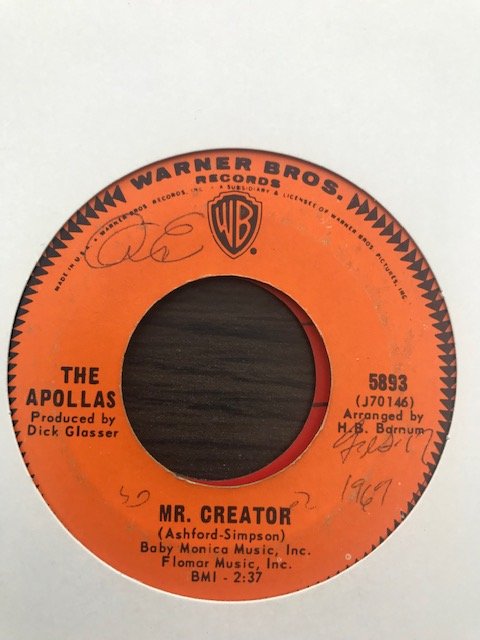 WARNER BROS.
RECORDS
MADE IN U.S.A. • WARNER BROS. RECORDS, INC. • A SUBSIDIARY & LICENSEE OF WARNER BROS. PICTURES, INC.
WB
THE
APOLLAS
Produced by
Dick Glasser
5893
(J70146)
Arranged by
H.B. Barnum
1967
MR. CREATOR
(Ashford-Simpson)
Baby Monica Music, Inc.
Flomar Music, Inc.
BMI - 2:37